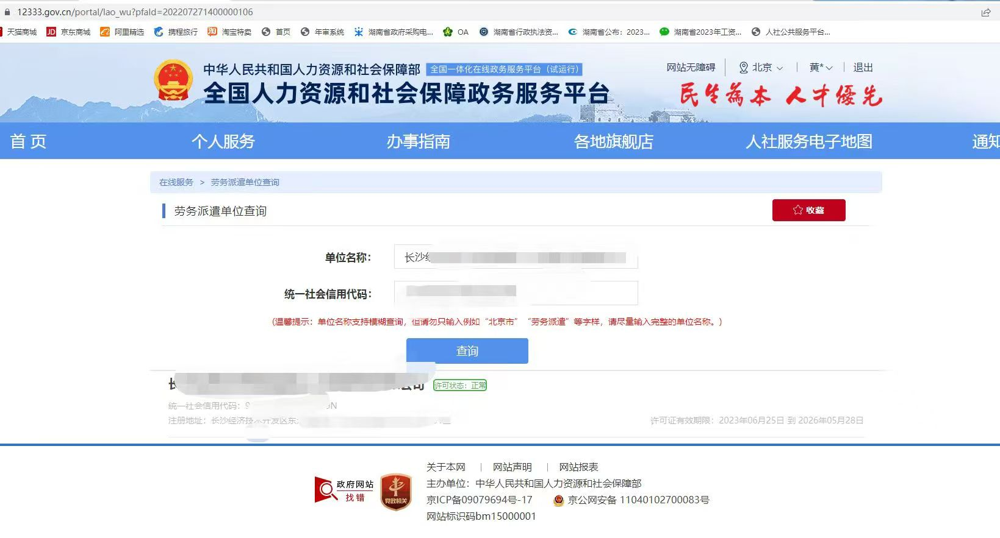 12333.gov.cn/portal/lao_wu?pfaId=202207271400000106
天猫商城 京东商城 阿里精选 携程旅行 淘宝特卖 首页 年审系统 湖南省政府采购电... OA 湖南省行政执法资... 湖南省公布：2023... 湖南省2023年工资... 人社公共服务平台...
中华人民共和国人力资源和社会保障部 全国一体化在线政务服务平台（试运行）
网站无障碍 北京 黄* 退出
全国人力资源和社会保障政务服务平台
民生为本 人才優先
首页 个人服务 办事指南 各地旗舰店 人社服务电子地图 通知
在线服务 > 劳务派遣单位查询
劳务派遣单位查询
收藏
单位名称： 长沙
统一社会信用代码：
（温馨提示：单位名称支持模糊查询，但请勿只输入例如“北京市”“劳务派遣”等字样，请尽量输入完整的单位名称。）
查询
长 公司 许可状态：正常
统一社会信用代码：9 N
注册地址：长沙经济技术开发区东
许可证有效期限：2023年06月25日 到 2026年05月28日
关于本网 | 网站声明 | 网站报表
主办单位：中华人民共和国人力资源和社会保障部
政府网站
找错
党政机关
京ICP备09079694号-17 京公网安备 11040102700083号
网站标识码bm15000001